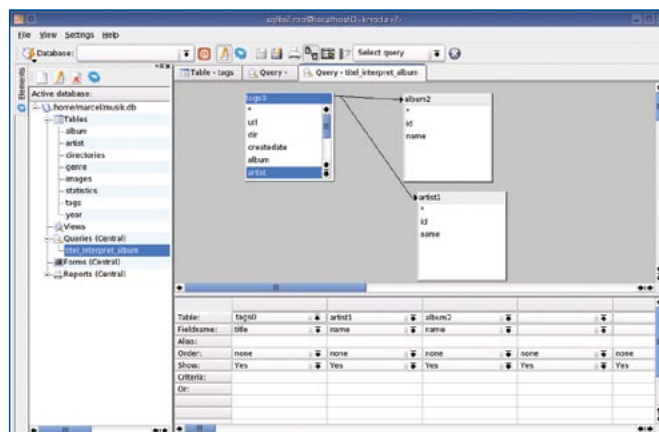 File View Settings Help
Database:
Select query
Table - tags
Query -
Query - titel_interpret_album
Elements
Active database:
/home/marcel/musik.db
Tables
album
artist
directories
genre
images
statistics
tags
year
Views
Queries (Central)
titel_interpret_album
Forms (Central)
Reports (Central)
tags0
*
url
dir
createdate
album
artist
album2
*
id
name
artist1
*
id
name
Table: tags0 artist1 album2
Fieldname: title name name
Alias:
Order: none none none none none
Show: Yes Yes Yes Yes Yes
Criteria:
Or: